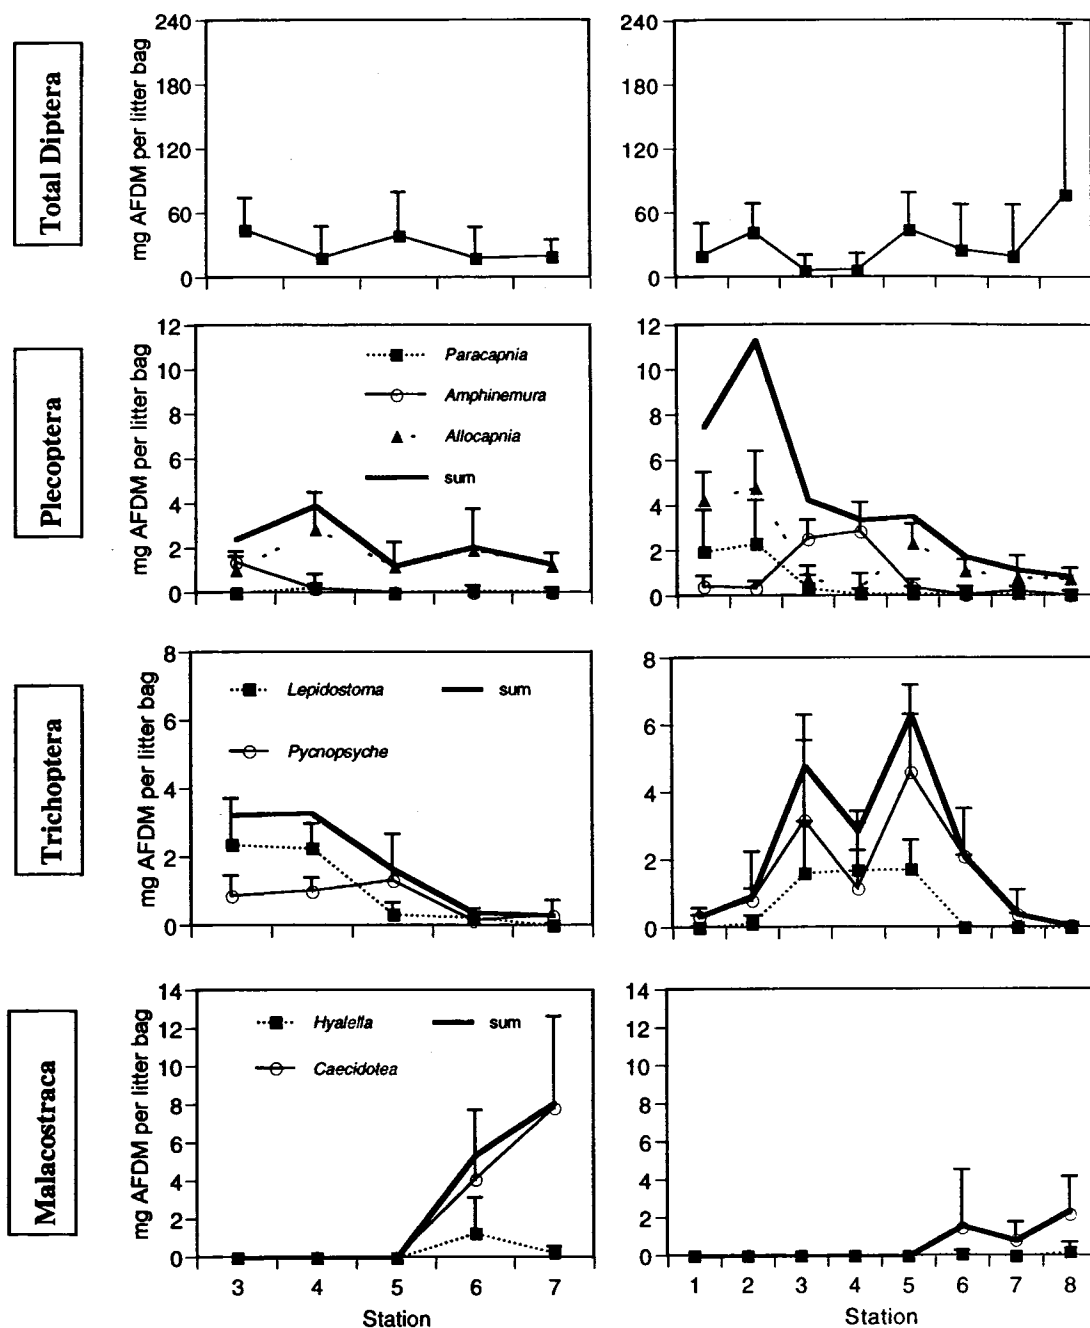 Total Diptera
mg AFDM per litter bag
240
180
120
60
0
240
180
120
60
0
Plecoptera
mg AFDM per litter bag
12
10
8
6
4
2
0
Paracapnia
Amphinemura
Allocapnia
sum
12
10
8
6
4
2
0
Trichoptera
mg AFDM per litter bag
8
6
4
2
0
Lepidostoma
sum
Pycnopsyche
8
6
4
2
0
Malacostraca
mg AFDM per litter bag
14
12
10
8
6
4
2
0
Hyalella
sum
Caecidotea
3 4 5 6 7
Station
14
12
10
8
6
4
2
0
1 2 3 4 5 6 7 8
Station